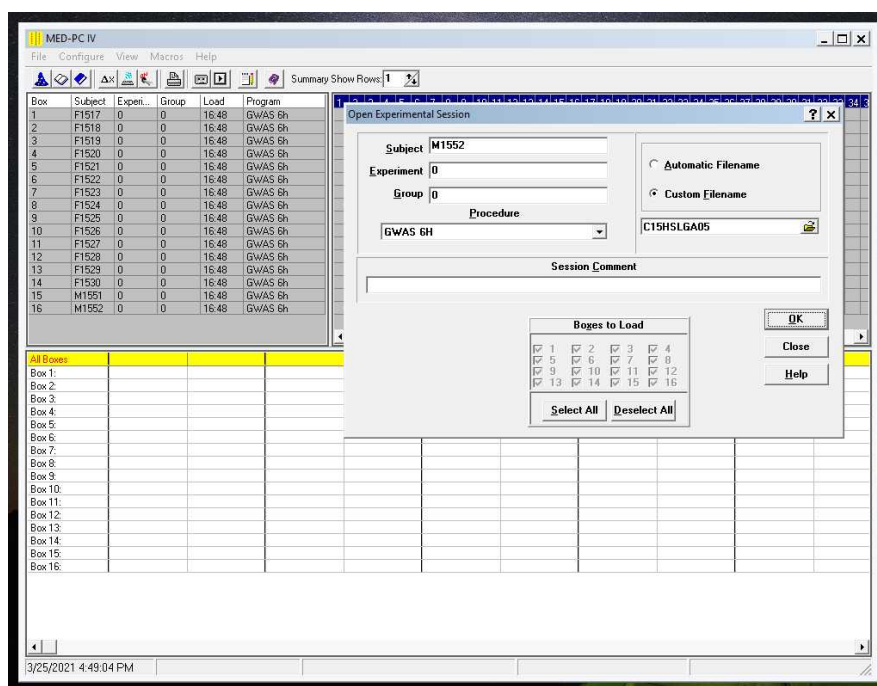 MED-PC IV
File Configure View Macros Help
Summary Show Rows: 1
Box Subject Experi... Group Load Program
1 F1517 0 0 16:48 GWAS 6h
2 F1518 0 0 16:48 GWAS 6h
3 F1519 0 0 16:48 GWAS 6h
4 F1520 0 0 16:48 GWAS 6h
5 F1521 0 0 16:48 GWAS 6h
6 F1522 0 0 16:48 GWAS 6h
7 F1523 0 0 16:48 GWAS 6h
8 F1524 0 0 16:48 GWAS 6h
9 F1525 0 0 16:48 GWAS 6h
10 F1526 0 0 16:48 GWAS 6h
11 F1527 0 0 16:48 GWAS 6h
12 F1528 0 0 16:48 GWAS 6h
13 F1529 0 0 16:48 GWAS 6h
14 F1530 0 0 16:48 GWAS 6h
15 M1551 0 0 16:48 GWAS 6h
16 M1552 0 0 16:48 GWAS 6h
34
Open Experimental Session
Subject M1552
Experiment 0
Group 0
Procedure
GWAS 6H
Automatic Filename
Custom Filename
C15HSLGA05
Session Comment
Boxes to Load
1 2 3 4
5 6 7 8
9 10 11 12
13 14 15 16
Select All Deselect All
OK
Close
Help
All Boxes
Box 1:
Box 2:
Box 3:
Box 4:
Box 5:
Box 6:
Box 7:
Box 8:
Box 9:
Box 10:
Box 11:
Box 12:
Box 13:
Box 14:
Box 15:
Box 16:
3/25/2021 4:49:04 PM